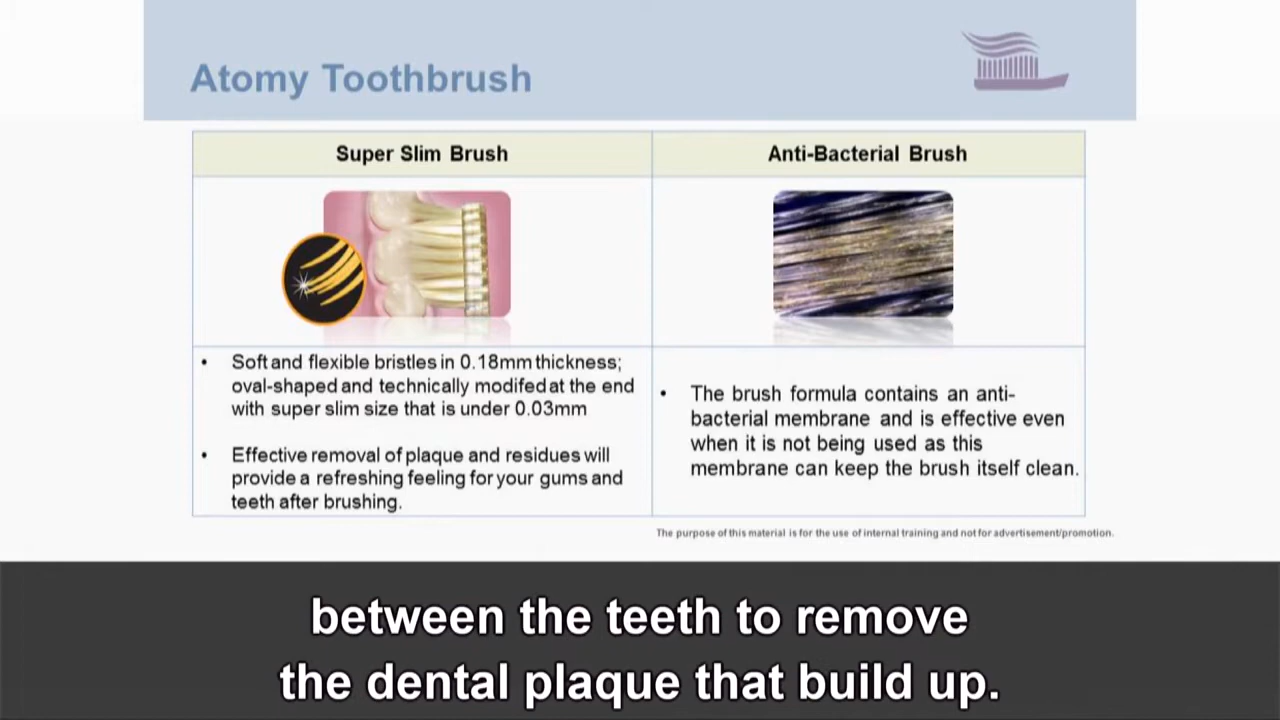 Atomy Toothbrush
Super Slim Brush
Anti-Bacterial Brush
• Soft and flexible bristles in 0.18mm thickness;
oval-shaped and technically modifed at the end
with super slim size that is under 0.03mm
• Effective removal of plaque and residues will
provide a refreshing feeling for your gums and
teeth after brushing.
• The brush formula contains an anti-
bacterial membrane and is effective even
when it is not being used as this
membrane can keep the brush itself clean.
The purpose of this material is for the use of internal training and not for advertisement/promotion.
between the teeth to remove
the dental plaque that build up.